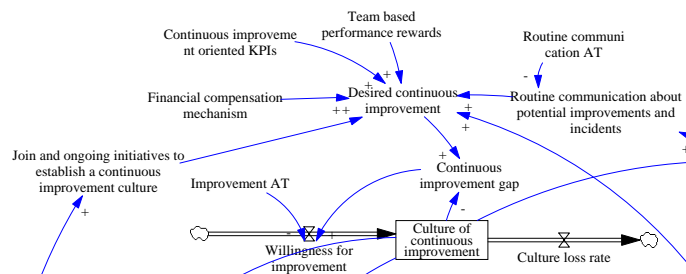 Continuous improveme
nt oriented KPIs
Team based
performance rewards
Routine communi
cation AT
Financial compensation
mechanism
Desired continuous
improvement
Routine communication about
potential improvements and
incidents
Join and ongoing initiatives to
establish a continuous
improvement culture
Improvement AT
Continuous
improvement gap
Willingness for
improvement
Culture of
continuous
improvement
Culture loss rate